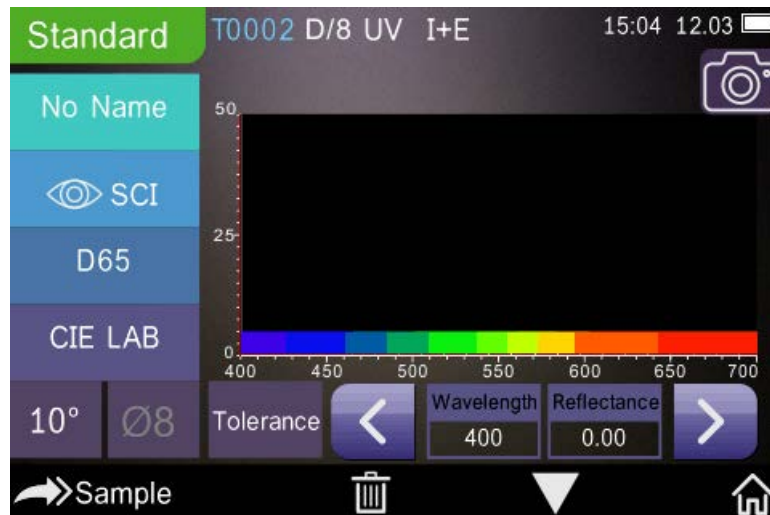 Standard
T0002 D/8 UV I+E
15:04 12.03
No Name
SCI
D65
CIE LAB
10° Ø8
50
25
0
400 450 500 550 600 650 700
Tolerance
Wavelength
400
Reflectance
0.00
Sample